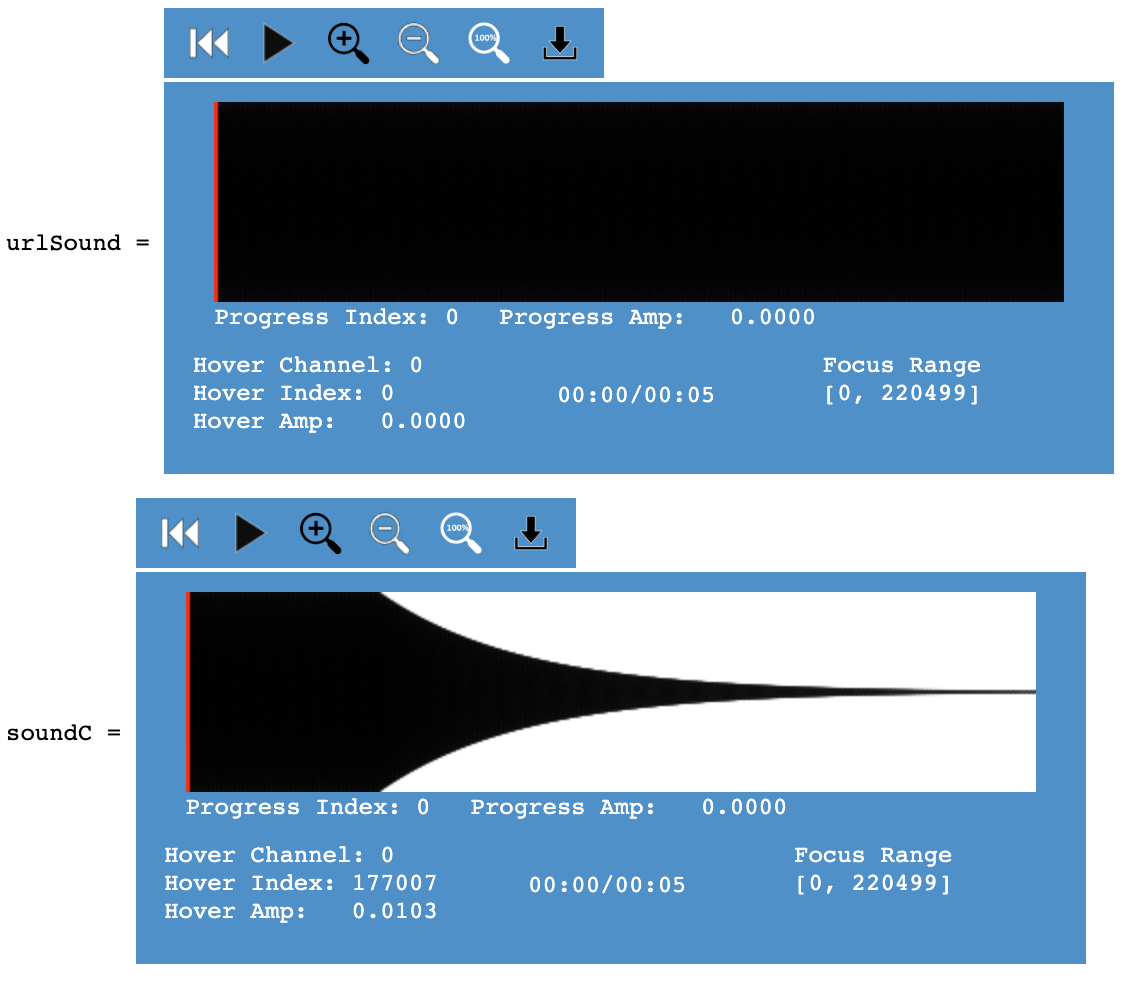 100%
urlSound =
Progress Index: 0 Progress Amp: 0.0000
Hover Channel: 0
Hover Index: 0
Hover Amp: 0.0000
00:00/00:05
Focus Range
[0, 220499]
100%
soundC =
Progress Index: 0 Progress Amp: 0.0000
Hover Channel: 0
Hover Index: 177007
Hover Amp: 0.0103
00:00/00:05
Focus Range
[0, 220499]